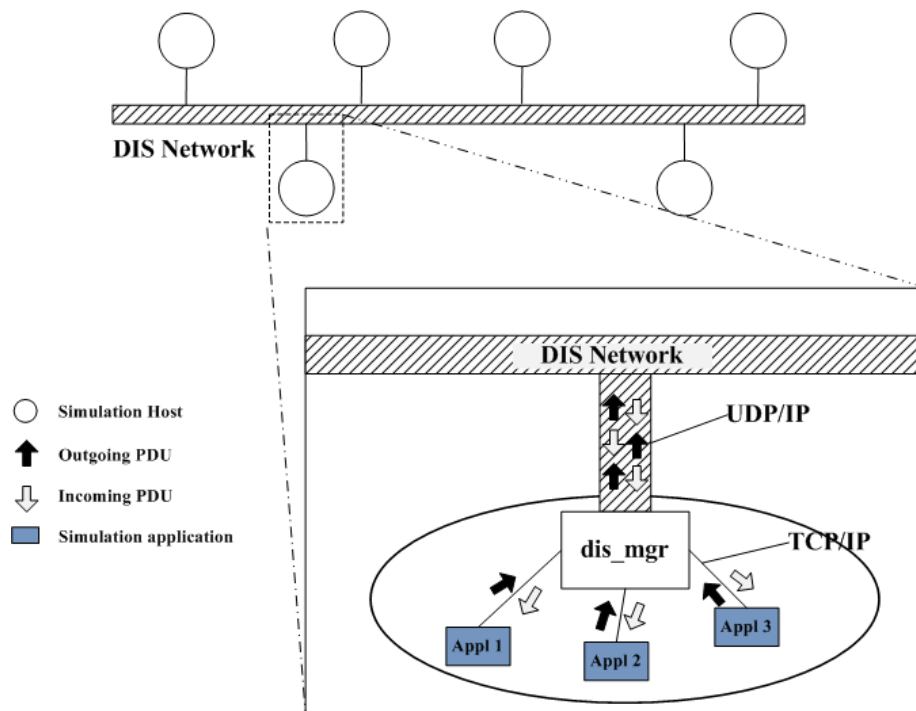 DIS Network
DIS Network
UDP/IP
Simulation Host
Outgoing PDU
Incoming PDU
Simulation application
dis_mgr
TCP/IP
Appl 1
Appl 2
Appl 3